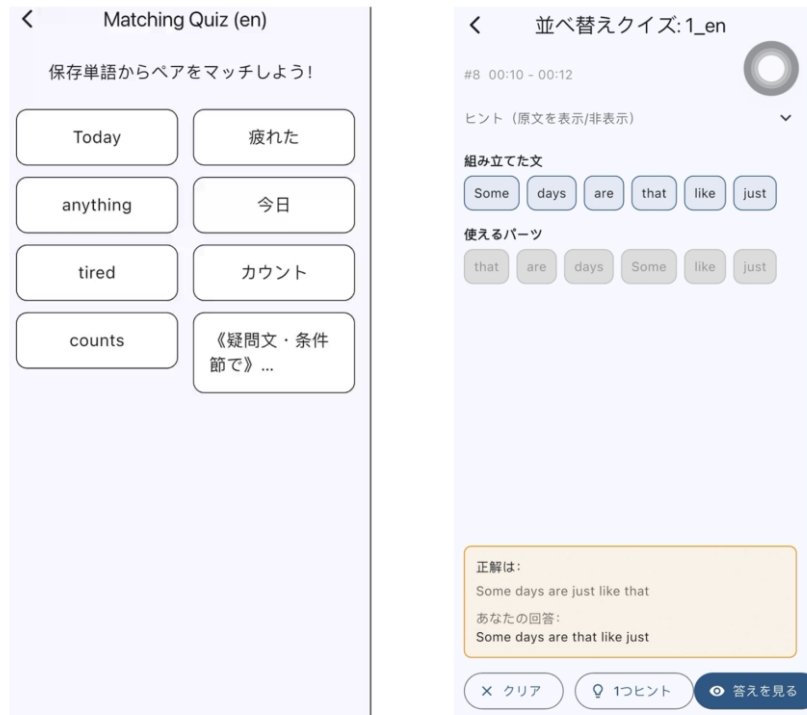 Matching Quiz (en)
保存単語からペアをマッチしよう!
Today
疲れた
anything
今日
tired
カウント
counts
《疑問文・条件
節で》...
並べ替えクイズ: 1_en
#8 00:10 - 00:12
ヒント (原文を表示/非表示)
組み立てた文
Some days are that like just
使えるパーツ
that are days Some like just
正解は:
Some days are just like that
あなたの回答:
Some days are that like just
クリア
1つヒント
答えを見る